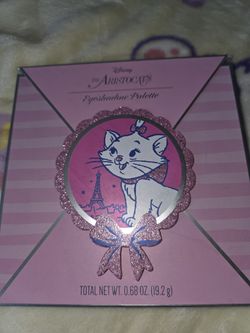 Disney
THE ARISTOCATS
Eyeshadow Palette
TOTAL NET WT. 0.68 OZ. (19.2 g)